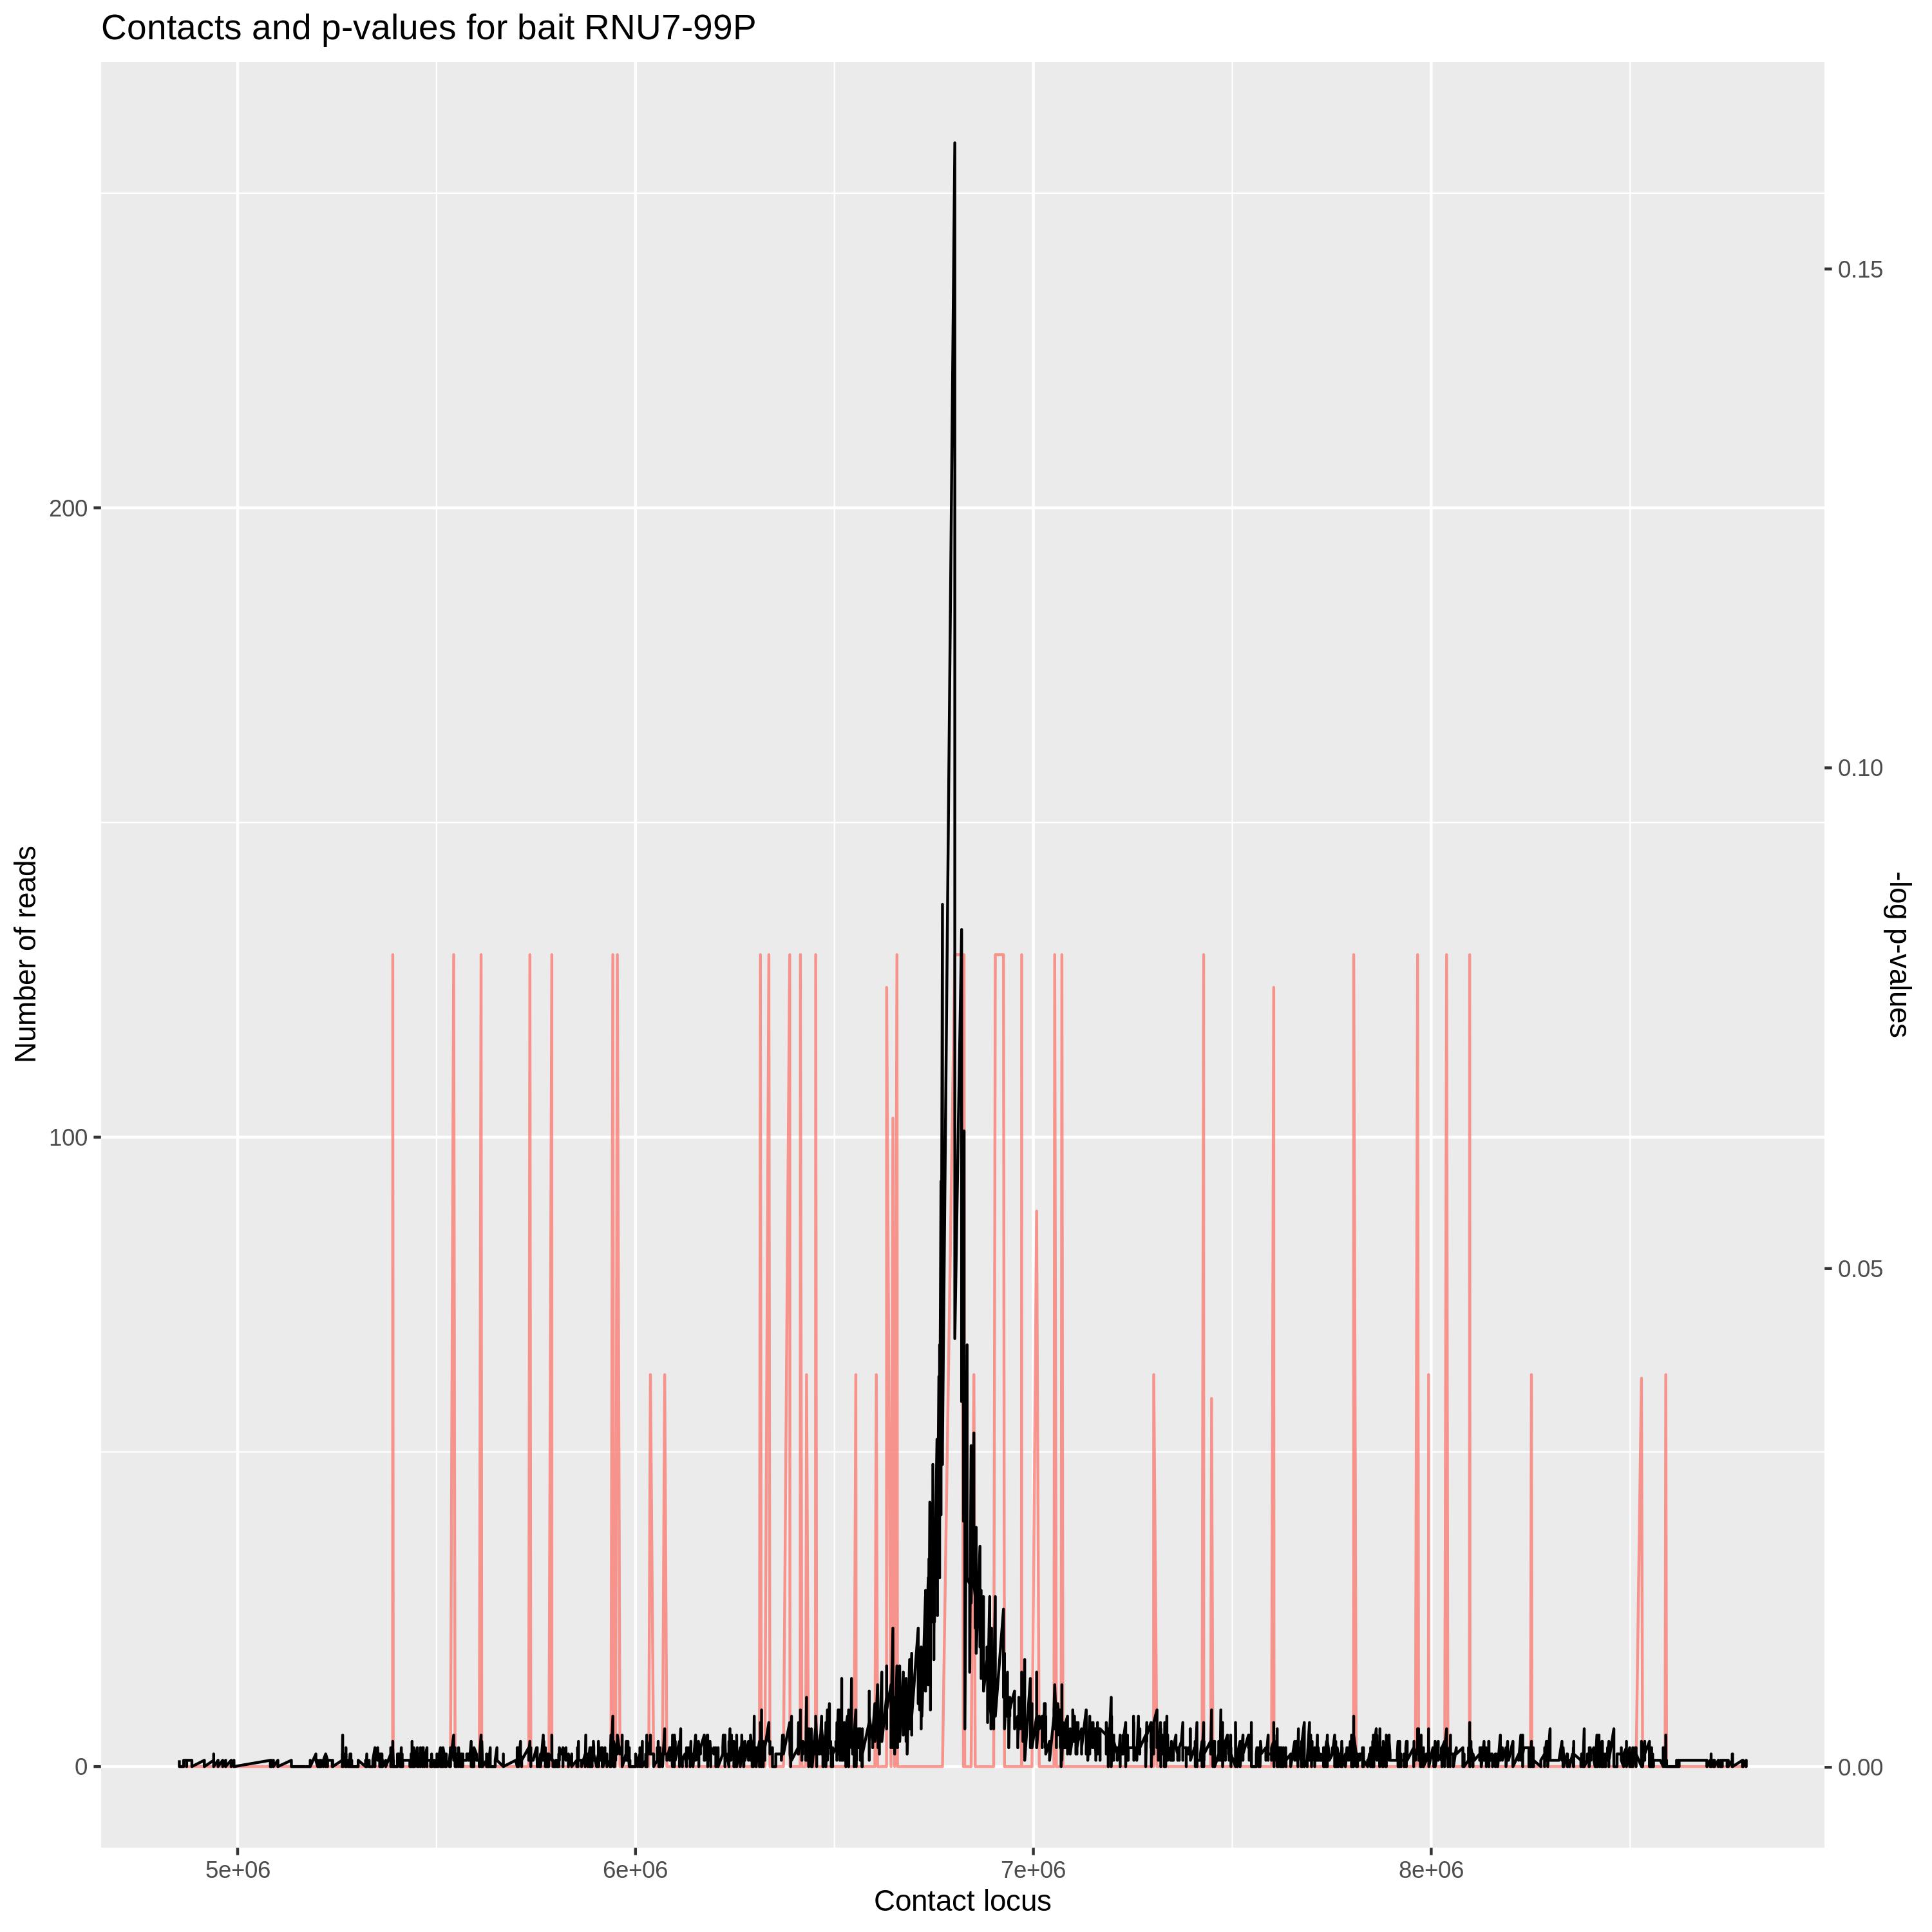 Contacts and p-values for bait RNU7-99P
200
100
0
Number of reads
0.15
0.10
0.05
0.00
-log p-values
5e+06
6e+06
7e+06
8e+06
Contact locus